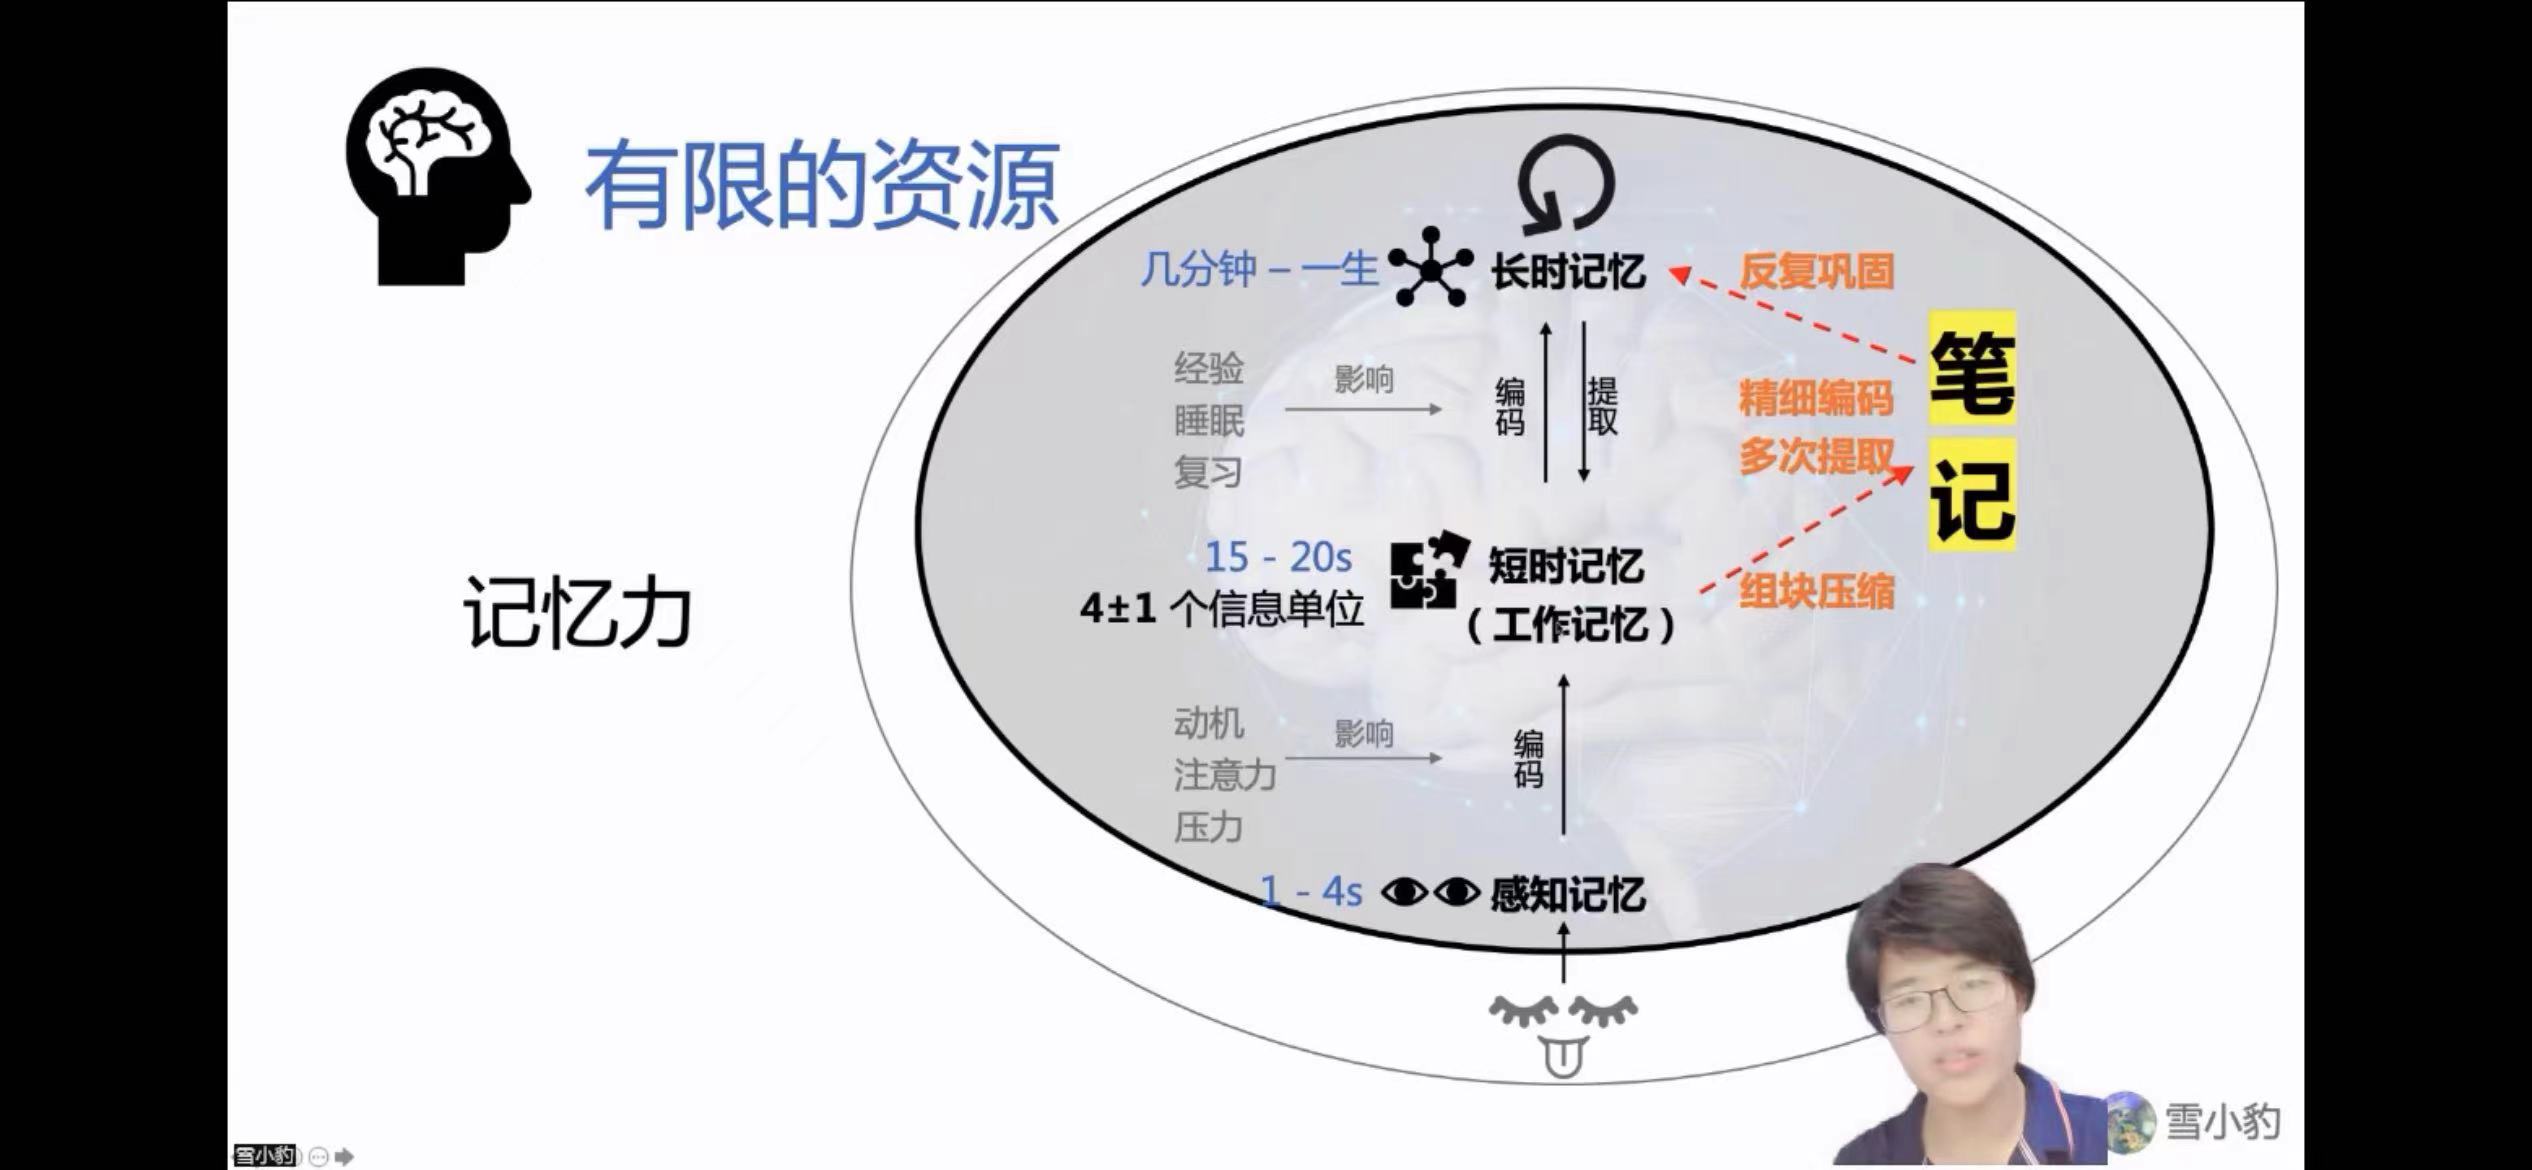 有限的资源
记忆力
几分钟 – 一生
长时记忆
反复巩固
经验
睡眠
复习
影响
编码
提取
精细编码
多次提取
笔记
15 - 20s
4±1 个信息单位
短时记忆
（工作记忆）
组块压缩
动机
注意力
压力
影响
编码
1 - 4s
感知记忆
雪小豹
雪小豹